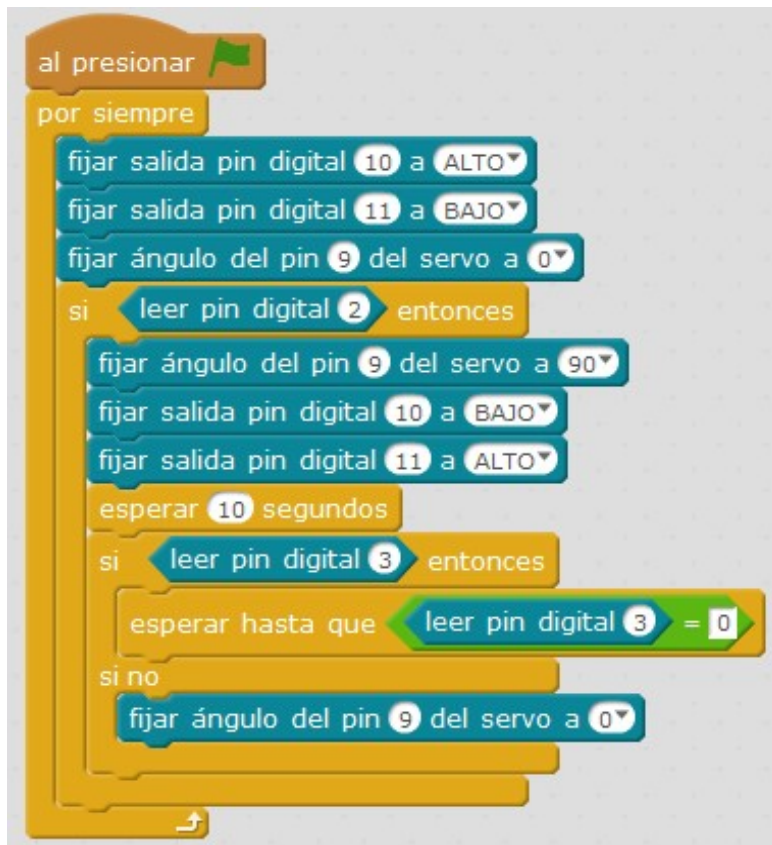 al presionar
por siempre
fijar salida pin digital 10 a ALTO
fijar salida pin digital 11 a BAJO
fijar ángulo del pin 9 del servo a 0
si leer pin digital 2 entonces
fijar ángulo del pin 9 del servo a 90
fijar salida pin digital 10 a BAJO
fijar salida pin digital 11 a ALTO
esperar 10 segundos
si leer pin digital 3 entonces
esperar hasta que leer pin digital 3 = 0
si no
fijar ángulo del pin 9 del servo a 0